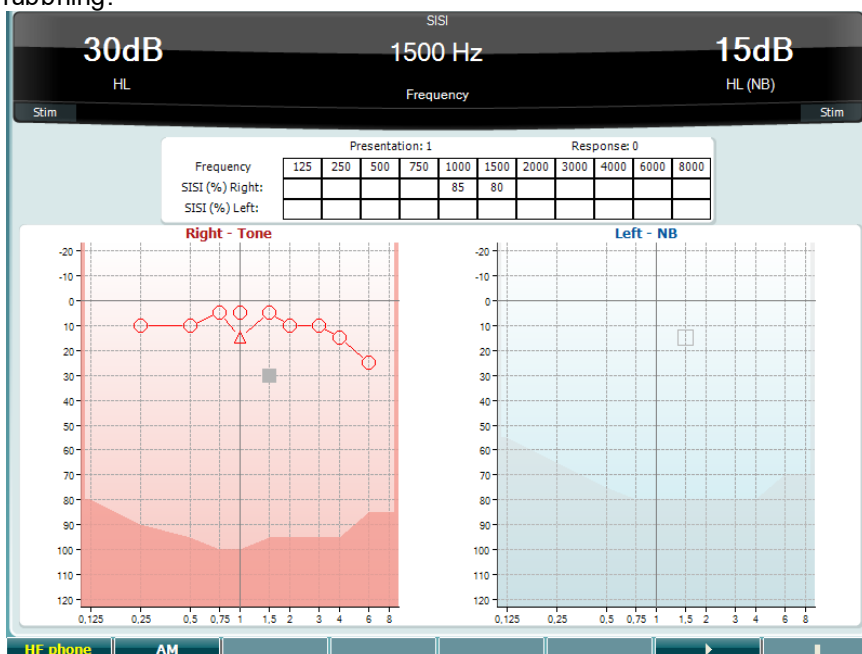 rubbning.
SISI
30dB 1500 Hz 15dB
HL HL (NB)
Frequency
Stim Stim
Presentation: 1 Response: 0
Frequency 125 250 500 750 1000 1500 2000 3000 4000 6000 8000
SISI (%) Right: 85 80
SISI (%) Left:
Right - Tone Left - NB
-20 -20
-10 -10
0 0
10 10
20 20
30 30
40 40
50 50
60 60
70 70
80 80
90 90
100 100
110 110
120 120
0,125 0,25 0,5 0,75 1 1,5 2 3 4 6 8 0,125 0,25 0,5 0,75 1 1,5 2 3 4 6 8
HF phone AM